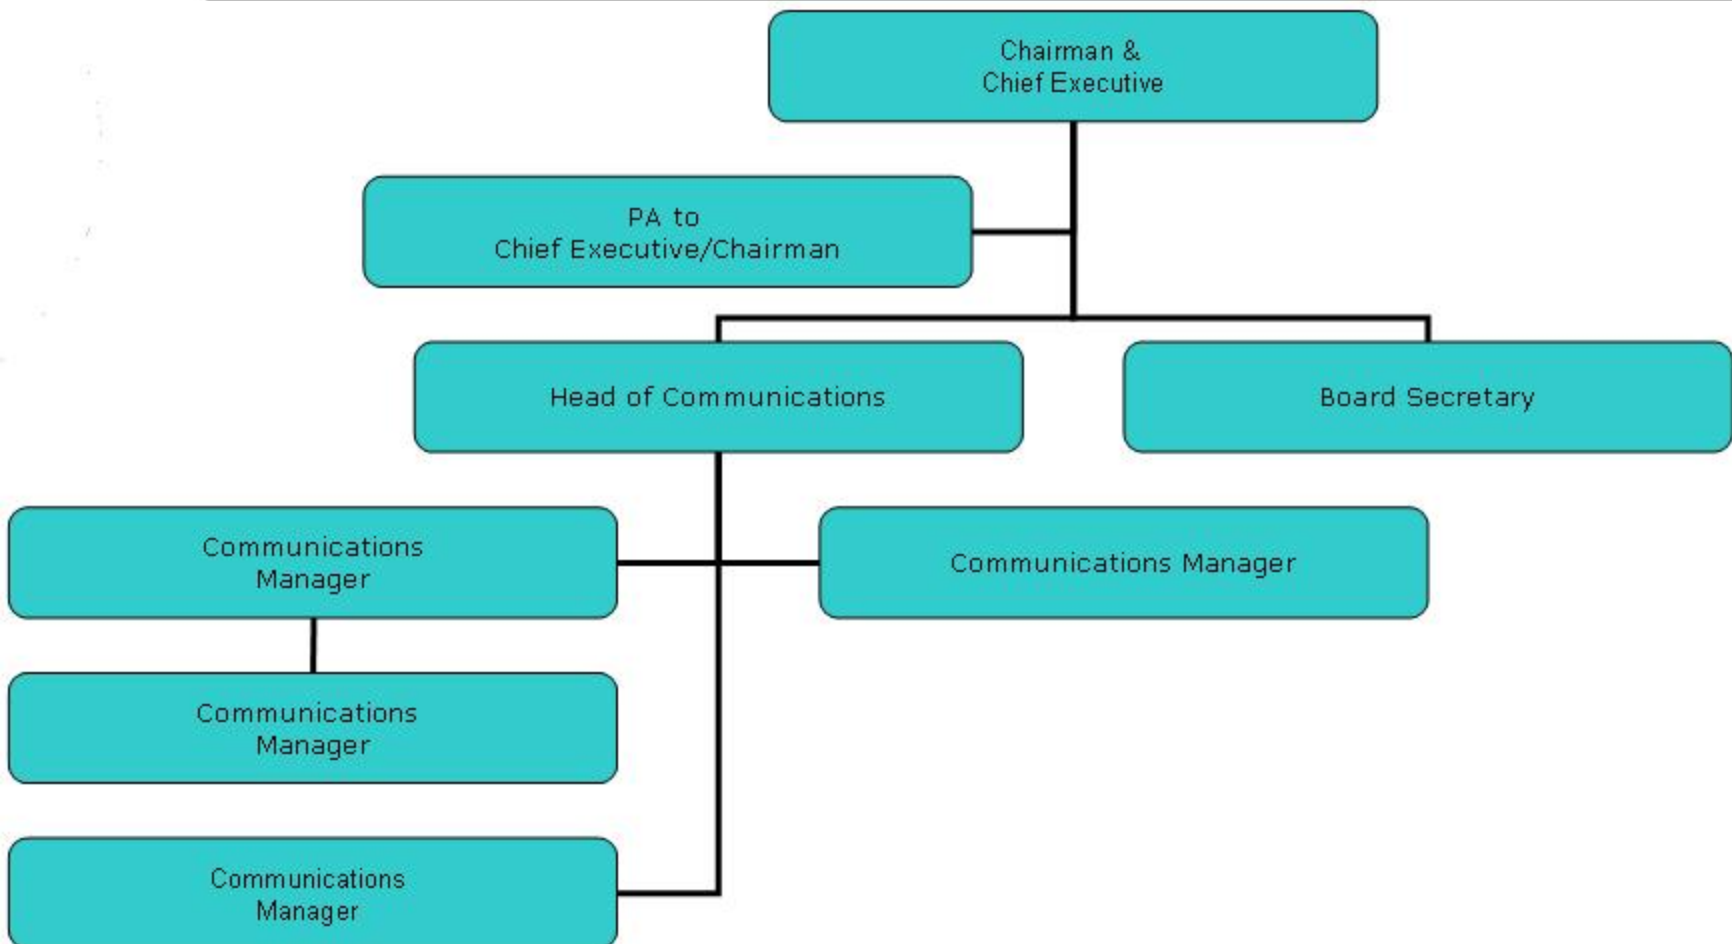 Chairman &
Chief Executive
PA to
Chief Executive/Chairman
Head of Communications
Board Secretary
Communications
Manager
Communications Manager
Communications
Manager
Communications
Manager